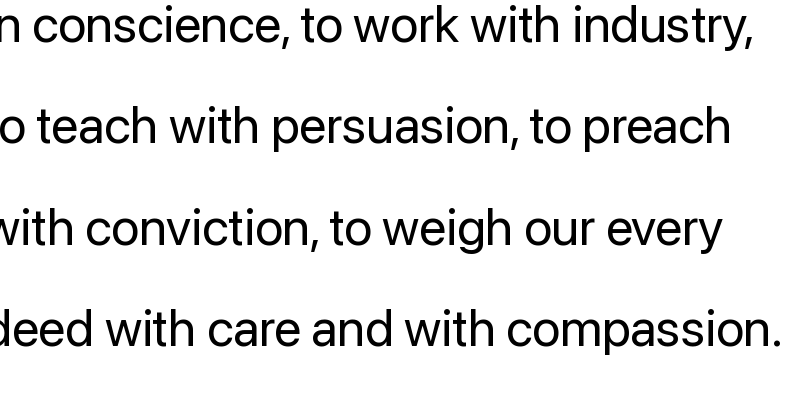 n conscience, to work with industry,
o teach with persuasion, to preach
with conviction, to weigh our every
deed with care and with compassion.